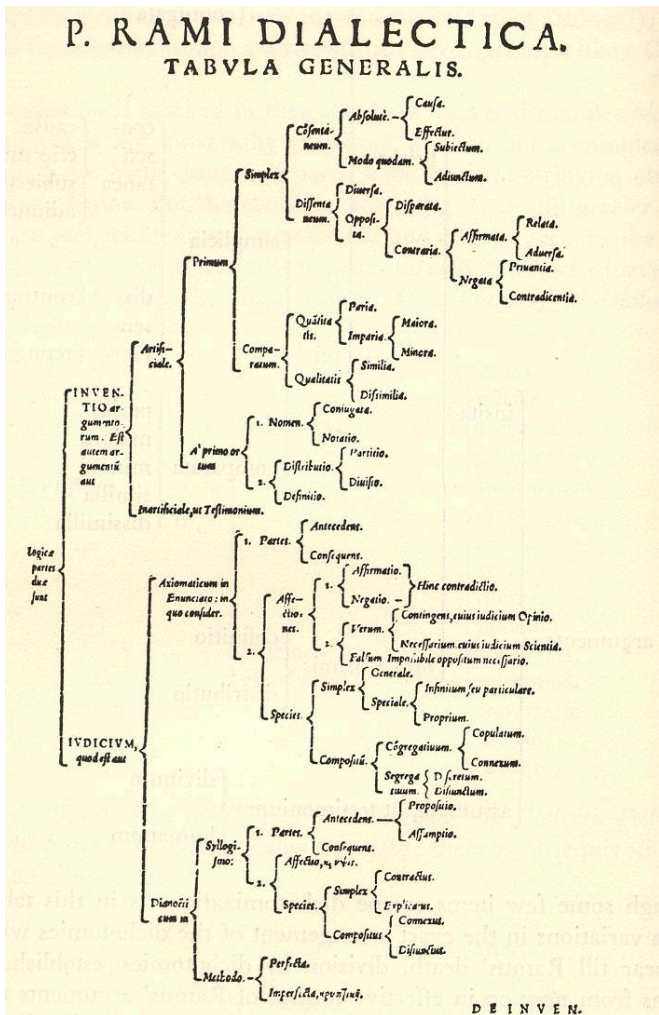 P. RAMI DIALECTICA.
TABVLA GENERALIS.
Logicæ
partes
duæ
sunt
INVEN-
TIO ar-
gumento-
rum. Est
autem ar-
gumentũ
aut
Artifi-
ciale.
Primum
Simplex
Cõsenta-
neum.
Absolutè. —
Causa.
Effectus.
Modo quodam.
Subiectum.
Adiunctum.
Dissenta
neum.
Diuersa.
Opposi-
ta.
Disparata.
Contraria.
Affirmata.
Relata.
Aduersa.
Negata
Priuantia.
Contradicentia.
Compa-
ratum.
Quãtita
tis.
Paria.
Imparia.
Maiora.
Minora.
Qualitatis
Similia.
Dissimilia.
A' primo or
tum
1. Nomen.
Coniugata.
Notatio.
2.
Distributio.
Partitio.
Diuisio.
Definitio.
Inartificiale, ut Testimonium.
IVDICIVM,
quod est aut
Axiomaticum in
Enunciato: in
quo consider.
1. Partes.
Antecedens.
Consequens.
2.
Affe-
ctio-
nes.
1.
Affirmatio.
Negatio. —
Hinc contradictio.
2.
Verum.
Contingens, cuius iudicium Opinio.
Necessarium, cuius iudicium Scientia.
Falsum Impossibile oppositum necessario.
Species.
Simplex
Generale.
Speciale.
Infinitum seu particulare.
Proprium.
Compositũ.
Cõgregatiuum.
Copulatum.
Connexum.
Segrega
tiuum.
Discretum.
Disiunctum.
Dianoëti
cum in
Syllogi-
smo:
1. Partes.
Antecedens. —
Propositio.
Assumptio.
Consequens.
2.
Affectio,
Species.
Simplex
Contractus.
Explicatus.
Compositus
Connexus.
Disiunctus.
Methodo. —
Perfecta.
Imperfecta,
DE INVEN.